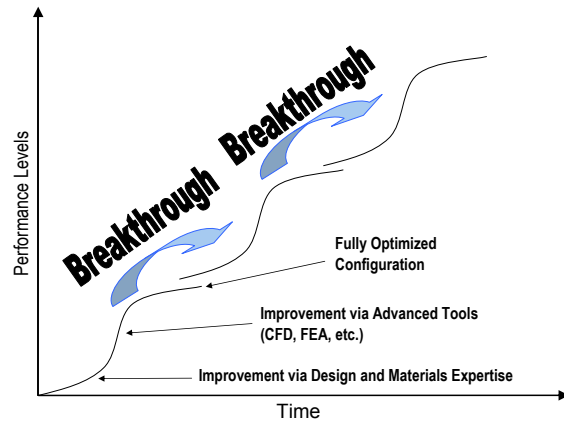 Breakthrough
Breakthrough
Performance Levels
Fully Optimized
Configuration
Improvement via Advanced Tools
(CFD, FEA, etc.)
Improvement via Design and Materials Expertise
Time